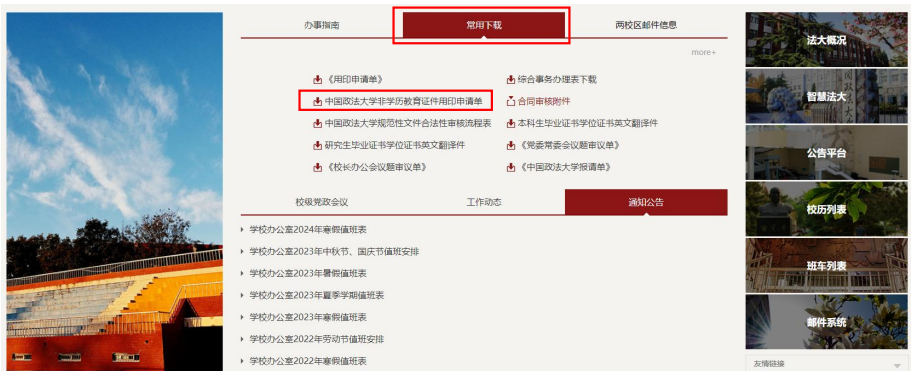 办事指南 常用下载 两校区邮件信息
more+
《用印申请单》 综合事务办理表下载
中国政法大学非学历教育证件用印申请单 合同审核附件
中国政法大学规范性文件合法性审核流程表 本科生毕业证书学位证书英文翻译件
研究生毕业证书学位证书英文翻译件 《党委常委会议题审议单》
《校长办公会议题审议单》 《中国政法大学报请单》
校级党政会议 工作动态 通知公告
学校办公室2024年寒假值班表
学校办公室2023年中秋节、国庆节值班安排
学校办公室2023年暑假值班表
学校办公室2023年夏季学期值班表
学校办公室2023年寒假值班表
学校办公室2022年劳动节值班安排
学校办公室2022年寒假值班表
法大概况
智慧法大
公告平台
校历列表
班车列表
邮件系统
友情链接